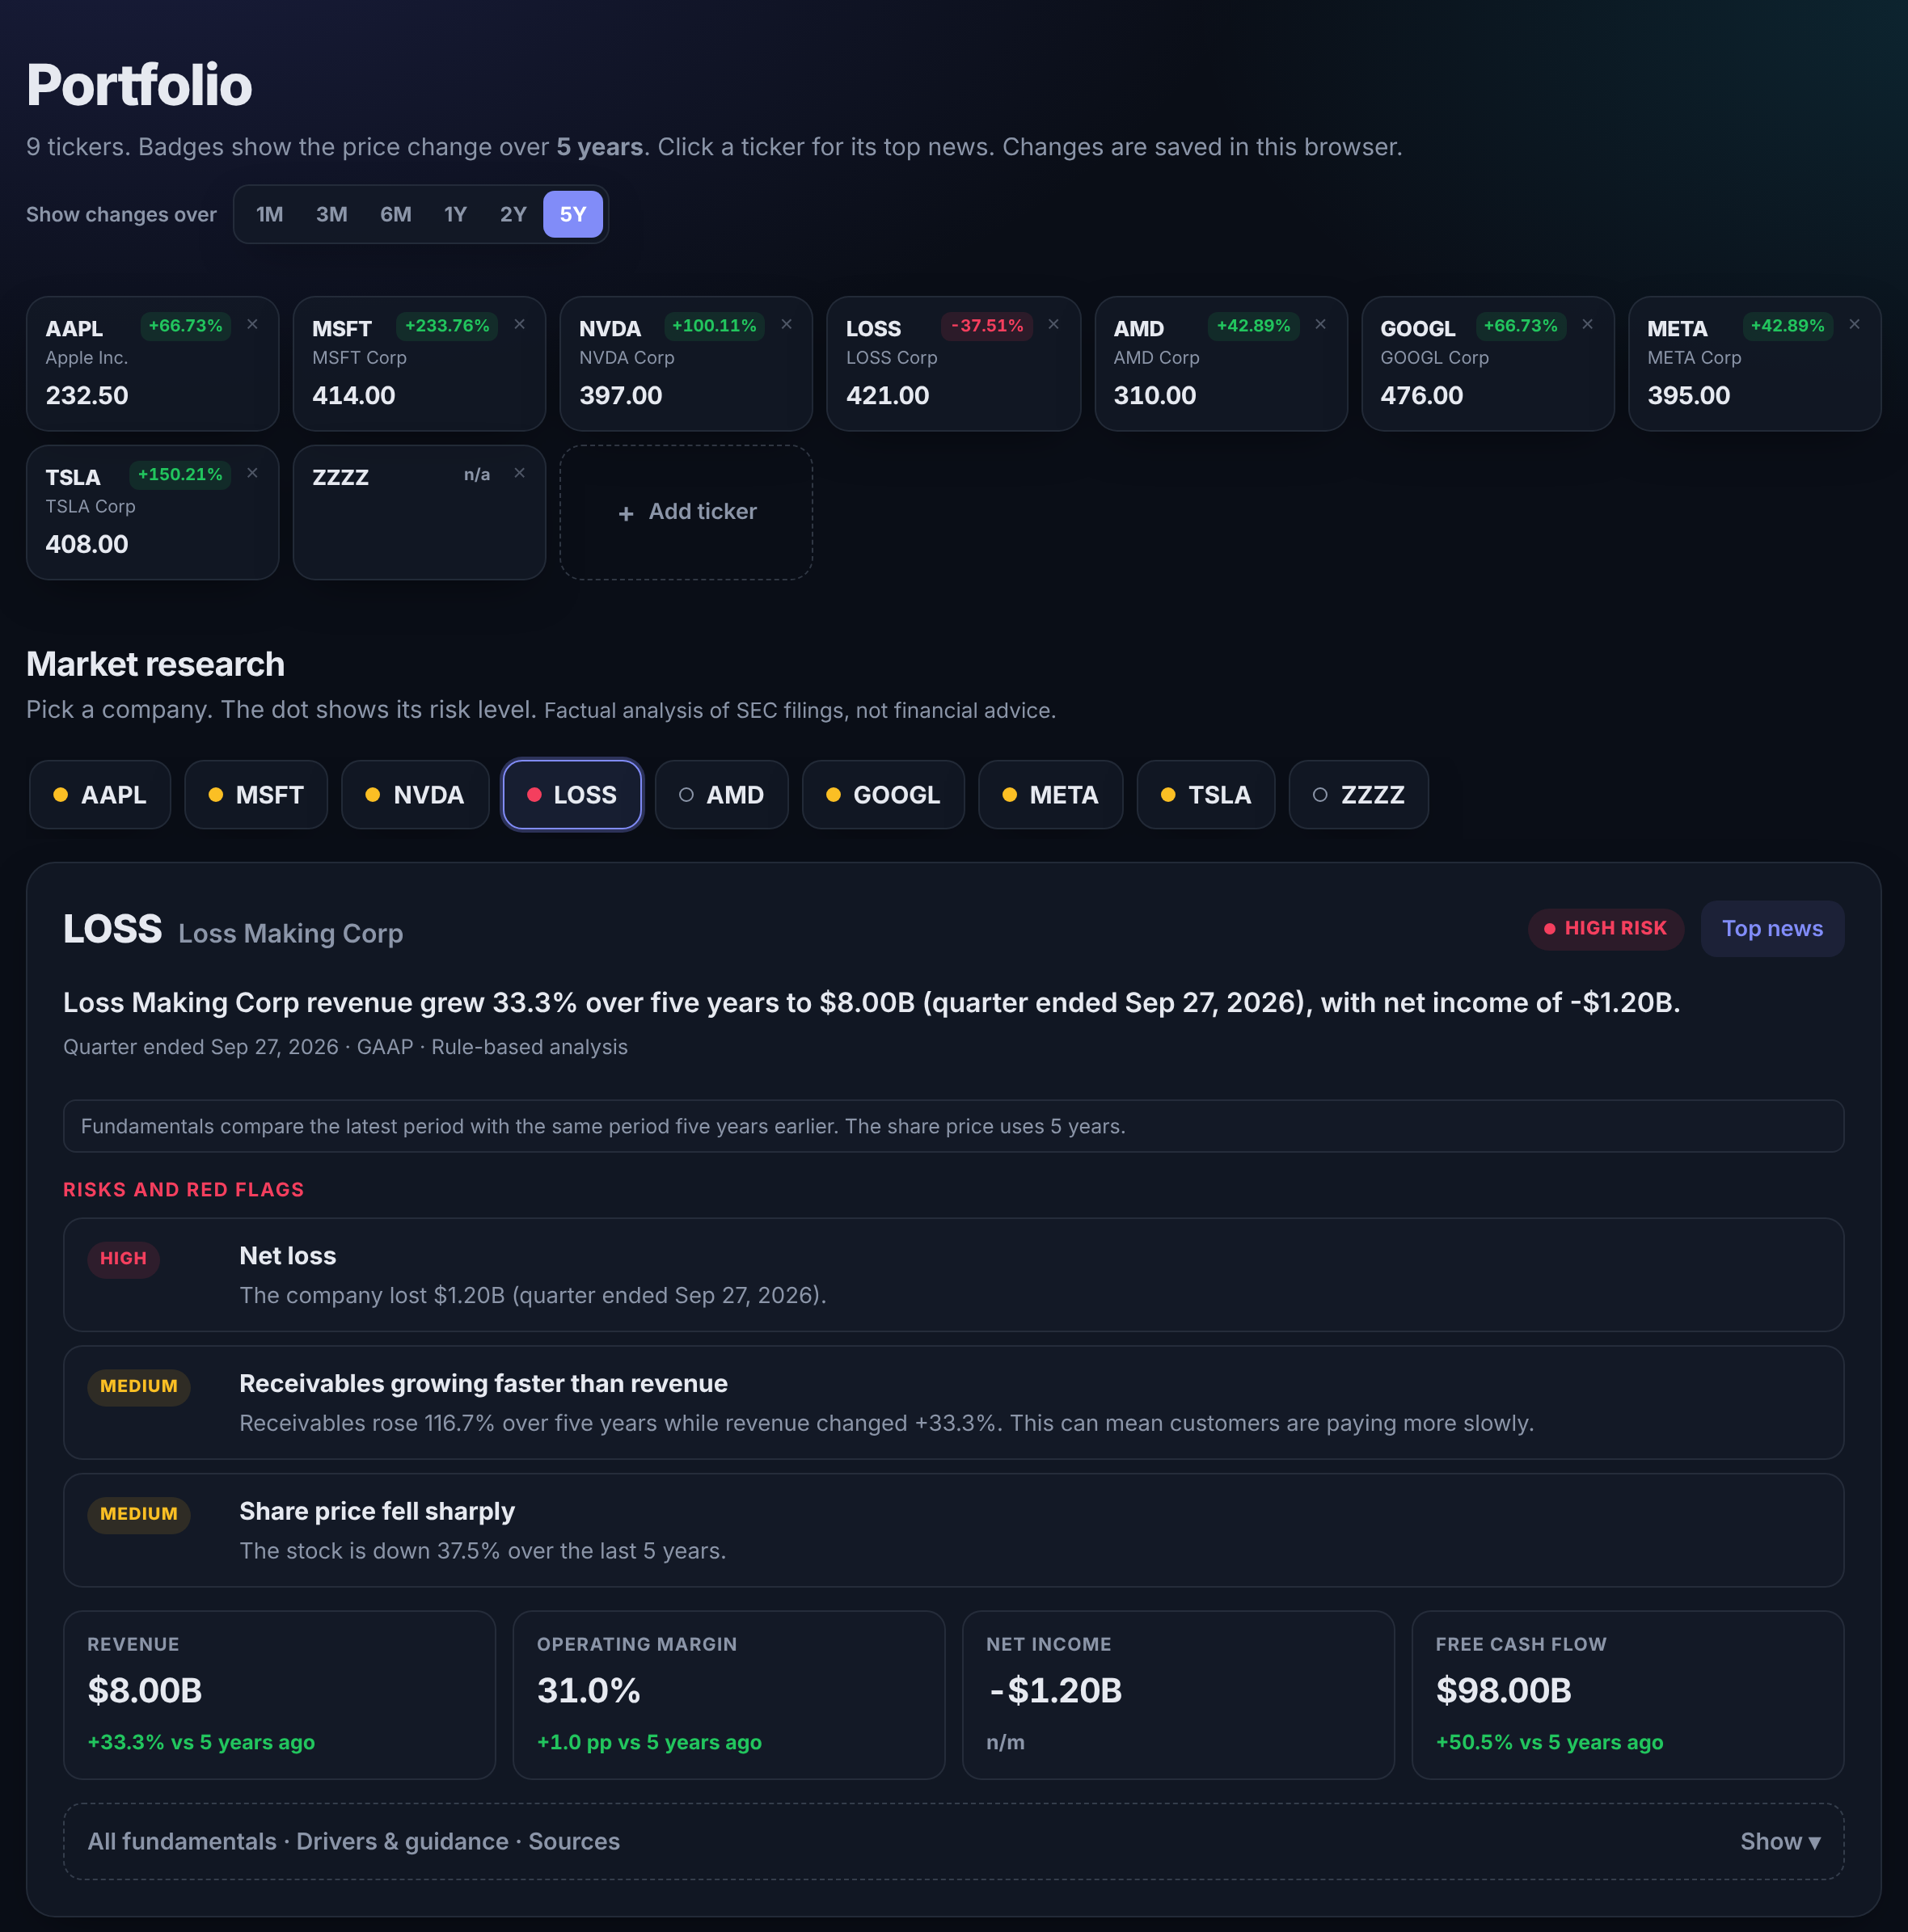 Portfolio
9 tickers. Badges show the price change over 5 years. Click a ticker for its top news. Changes are saved in this browser.
Show changes over 1M 3M 6M 1Y 2Y 5Y
AAPL +66.73% ×
Apple Inc.
232.50
MSFT +233.76% ×
MSFT Corp
414.00
NVDA +100.11% ×
NVDA Corp
397.00
LOSS -37.51% ×
LOSS Corp
421.00
AMD +42.89% ×
AMD Corp
310.00
GOOGL +66.73% ×
GOOGL Corp
476.00
META +42.89% ×
META Corp
395.00
TSLA +150.21% ×
TSLA Corp
408.00
ZZZZ n/a ×
+ Add ticker
Market research
Pick a company. The dot shows its risk level. Factual analysis of SEC filings, not financial advice.
AAPL MSFT NVDA LOSS AMD GOOGL META TSLA ZZZZ
LOSS Loss Making Corp HIGH RISK Top news
Loss Making Corp revenue grew 33.3% over five years to $8.00B (quarter ended Sep 27, 2026), with net income of -$1.20B.
Quarter ended Sep 27, 2026 · GAAP · Rule-based analysis
Fundamentals compare the latest period with the same period five years earlier. The share price uses 5 years.
RISKS AND RED FLAGS
HIGH Net loss
The company lost $1.20B (quarter ended Sep 27, 2026).
MEDIUM Receivables growing faster than revenue
Receivables rose 116.7% over five years while revenue changed +33.3%. This can mean customers are paying more slowly.
MEDIUM Share price fell sharply
The stock is down 37.5% over the last 5 years.
REVENUE
$8.00B
+33.3% vs 5 years ago
OPERATING MARGIN
31.0%
+1.0 pp vs 5 years ago
NET INCOME
-$1.20B
n/m
FREE CASH FLOW
$98.00B
+50.5% vs 5 years ago
All fundamentals · Drivers & guidance · Sources Show ▾